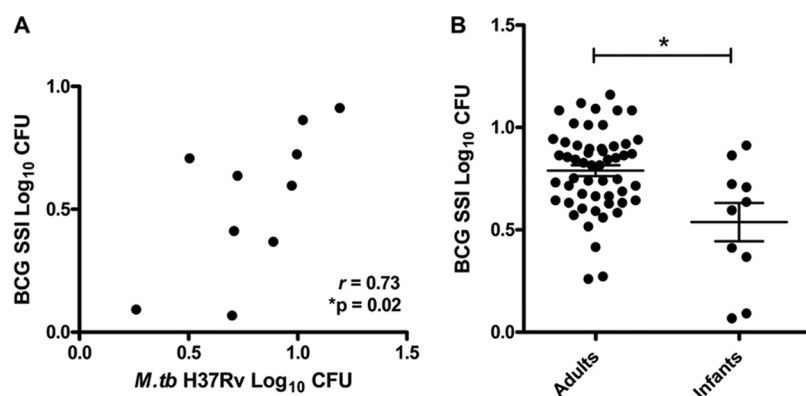 A
BCG SSI Log10 CFU
1.0
0.5
0.0
0.0 0.5 1.0 1.5
M.tb H37Rv Log10 CFU
r = 0.73
*p = 0.02
B
BCG SSI Log10 CFU
1.5
1.0
0.5
0.0
*
Adults
Infants